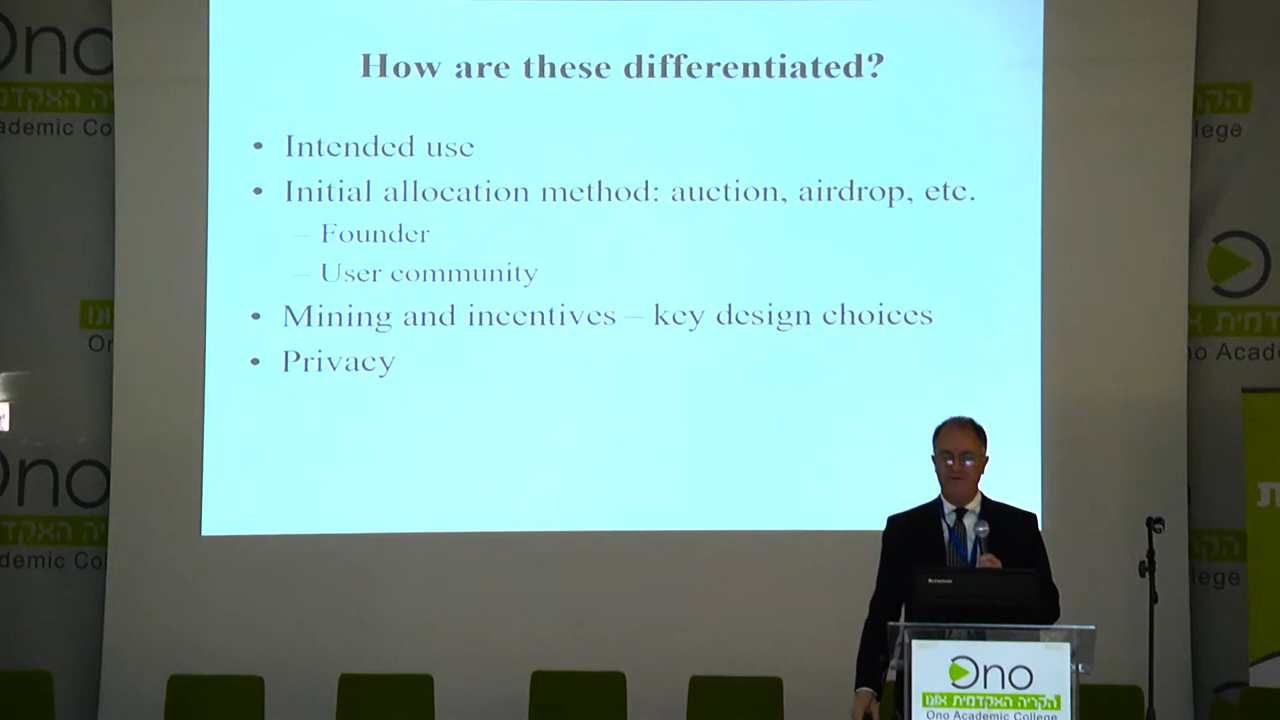 How are these differentiated?
• Intended use
• Initial allocation method: auction, airdrop, etc.
– Founder
– User community
• Mining and incentives – key design choices
• Privacy
Ono
הקריה האקדמית אונו
Ono Academic College
Lenovo